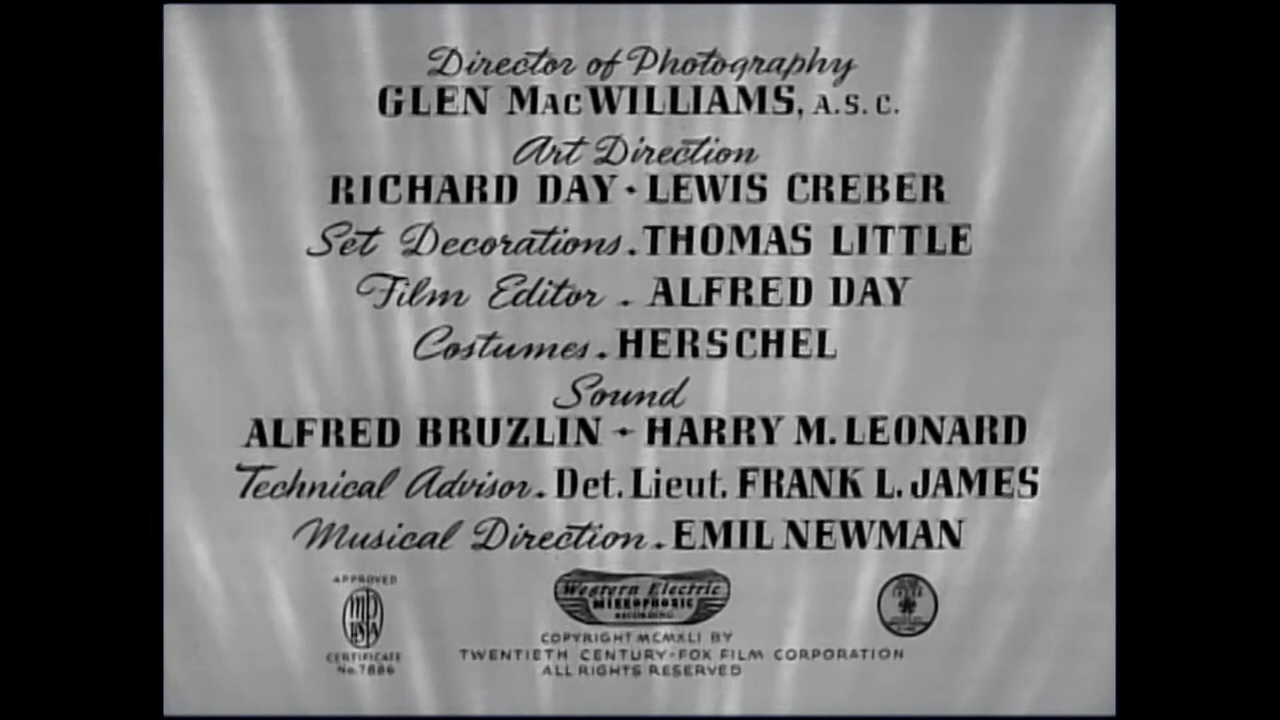 Director of Photography
GLEN MacWILLIAMS, A.S.C.
Art Direction
RICHARD DAY · LEWIS CREBER
Set Decorations . THOMAS LITTLE
Film Editor . ALFRED DAY
Costumes . HERSCHEL
Sound
ALFRED BRUZLIN - HARRY M. LEONARD
Technical Advisor . Det. Lieut. FRANK L. JAMES
Musical Direction . EMIL NEWMAN
APPROVED
CERTIFICATE
No. 7886
Western Electric
MIRROPHONIC
RECORDING
COPYRIGHT MCMXLI BY
TWENTIETH CENTURY-FOX FILM CORPORATION
ALL RIGHTS RESERVED